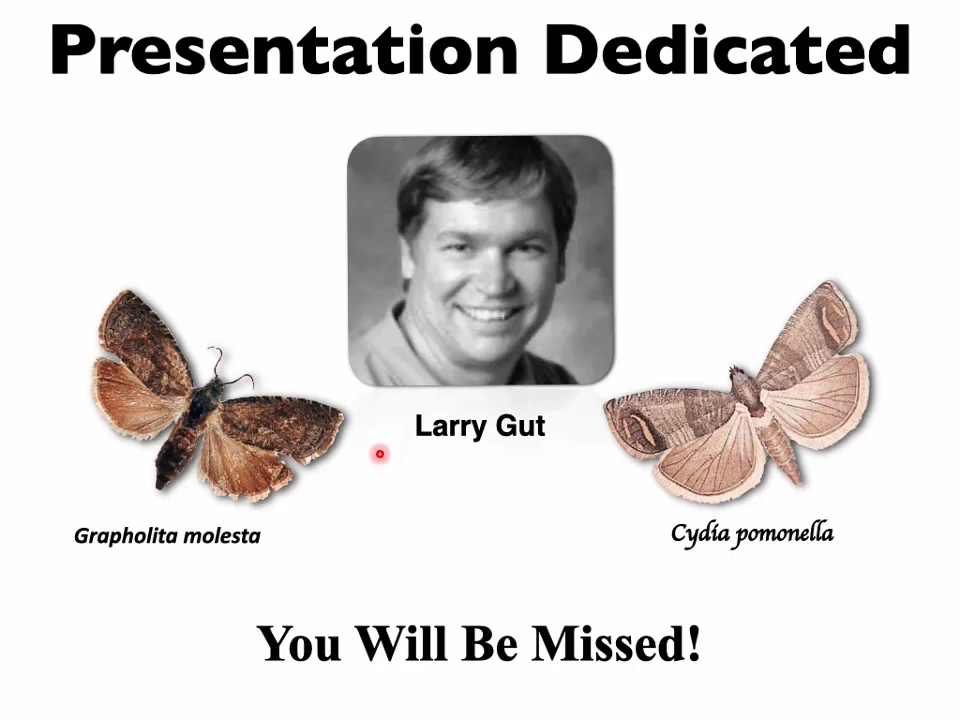 Presentation Dedicated
Larry Gut
Grapholita molesta
Cydia pomonella
You Will Be Missed!